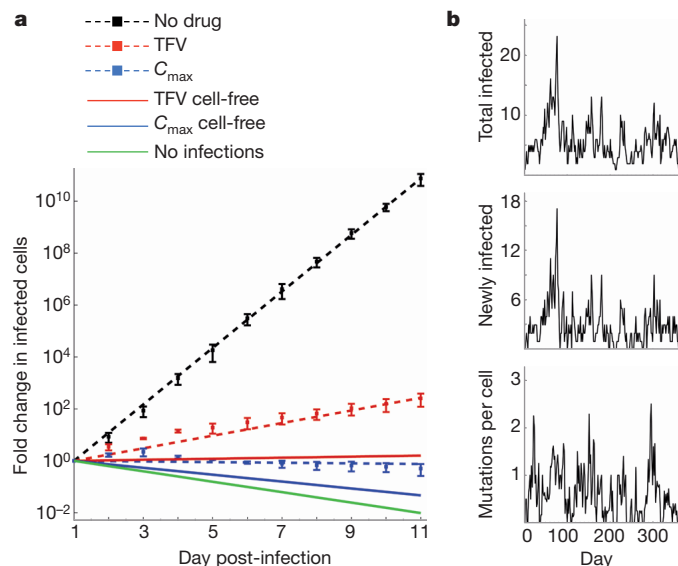 a
No drug
TFV
Cmax
TFV cell-free
Cmax cell-free
No infections
Fold change in infected cells
10^10
10^8
10^6
10^4
10^2
10^0
10^–2
1 3 5 7 9 11
Day post-infection
b
Total infected
20
10
Newly infected
18
12
6
Mutations per cell
3
2
1
0
0 100 200 300
Day